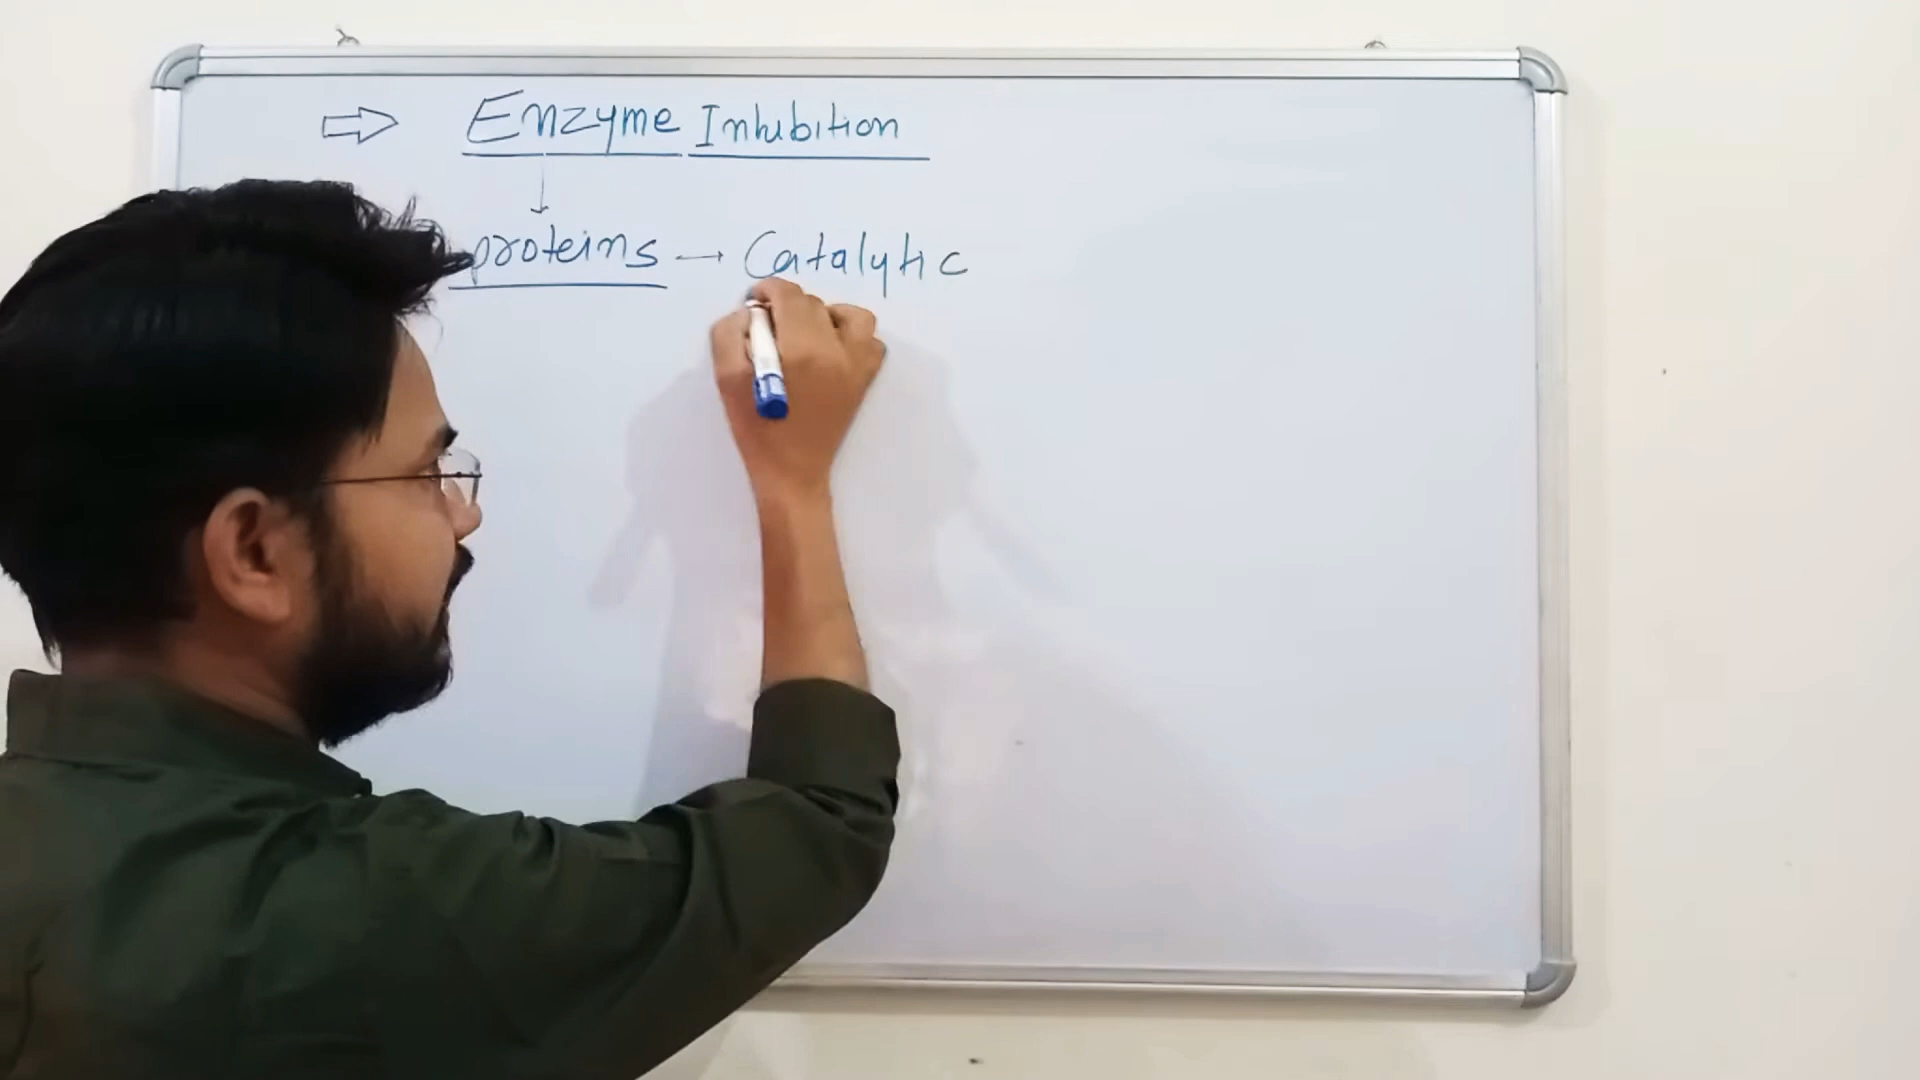 ⇒ Enzyme Inhibition
↓
proteins → Catalytic